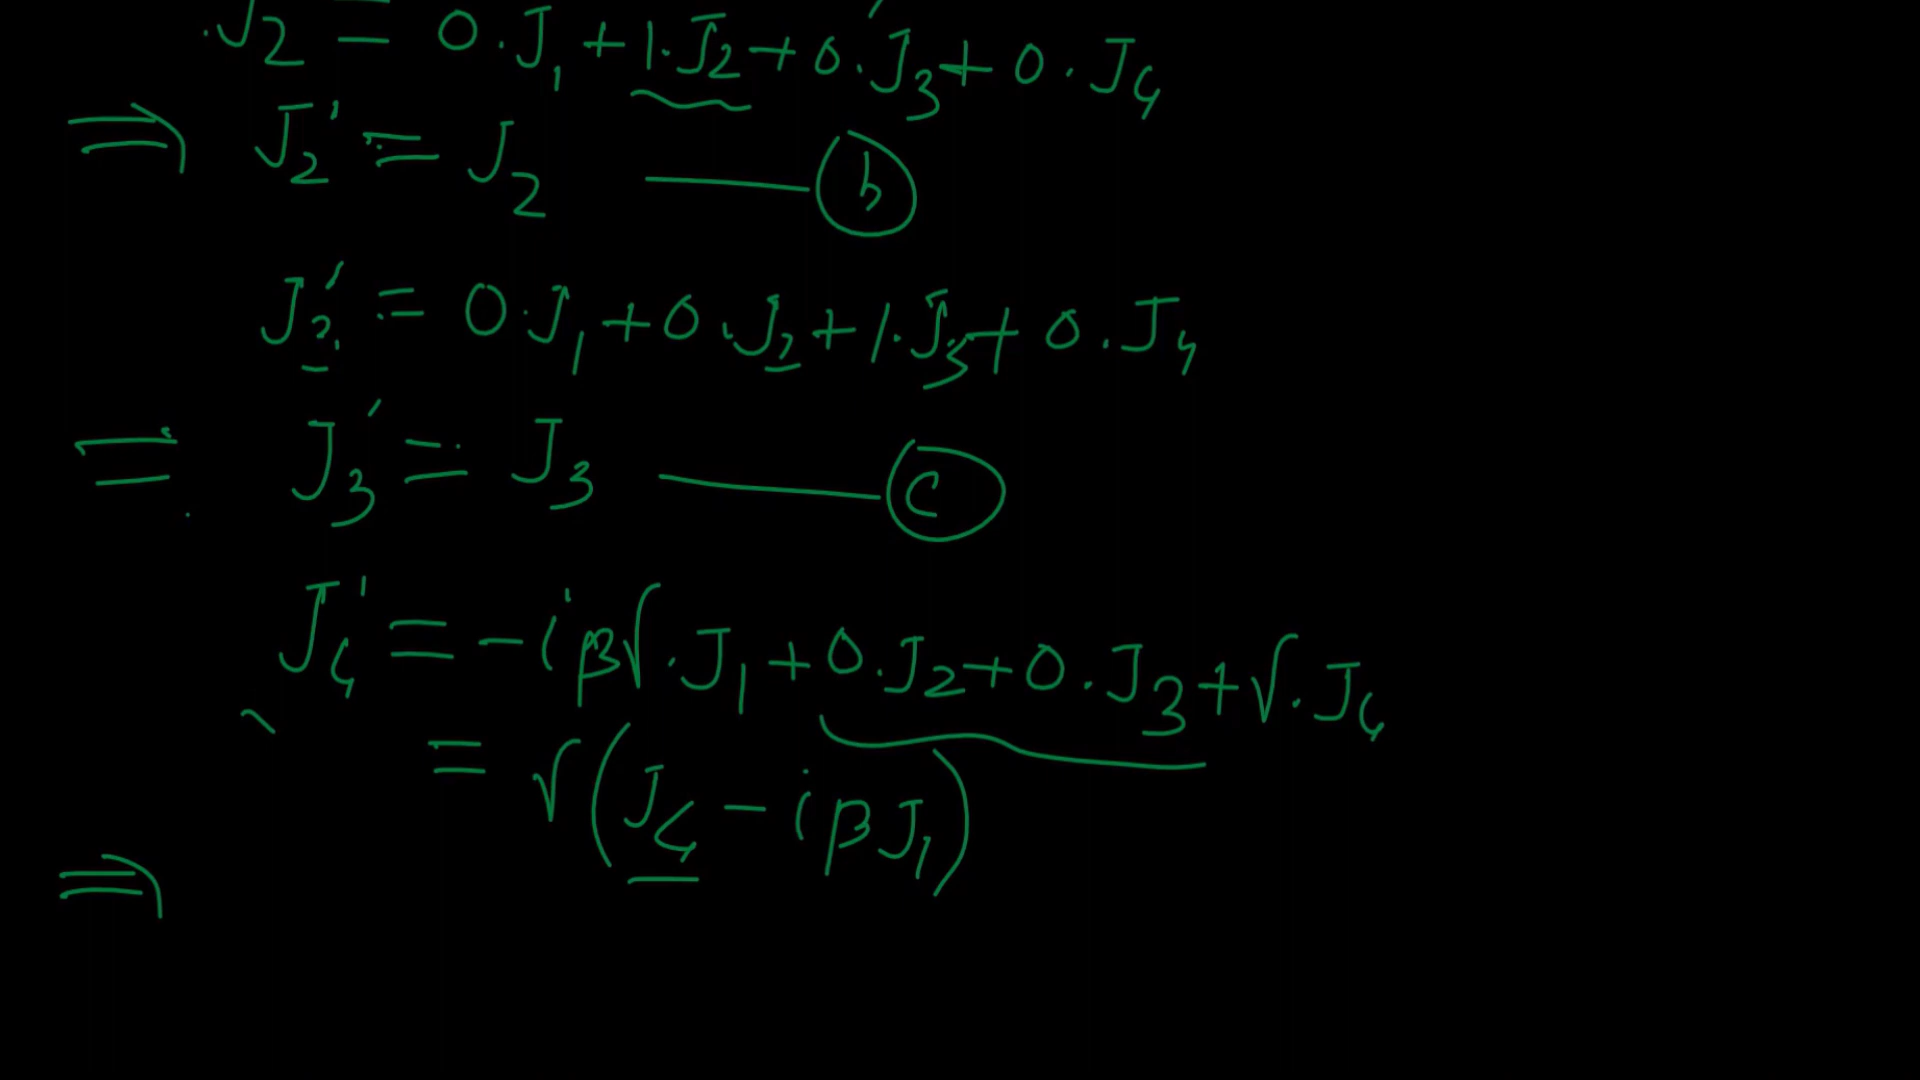 J₂ = 0.J₁ + 1.J₂ + 0.J₃ + 0.J₄
⇒ J₂' = J₂ — (b)
J₃' = 0.J₁ + 0.J₂ + 1.J₃ + 0.J₄
= J₃' = J₃ — (c)
J₄' = -iβ√.J₁ + 0.J₂ + 0.J₃ + √.J₄
= √(J₄ - iβJ₁)
⇒